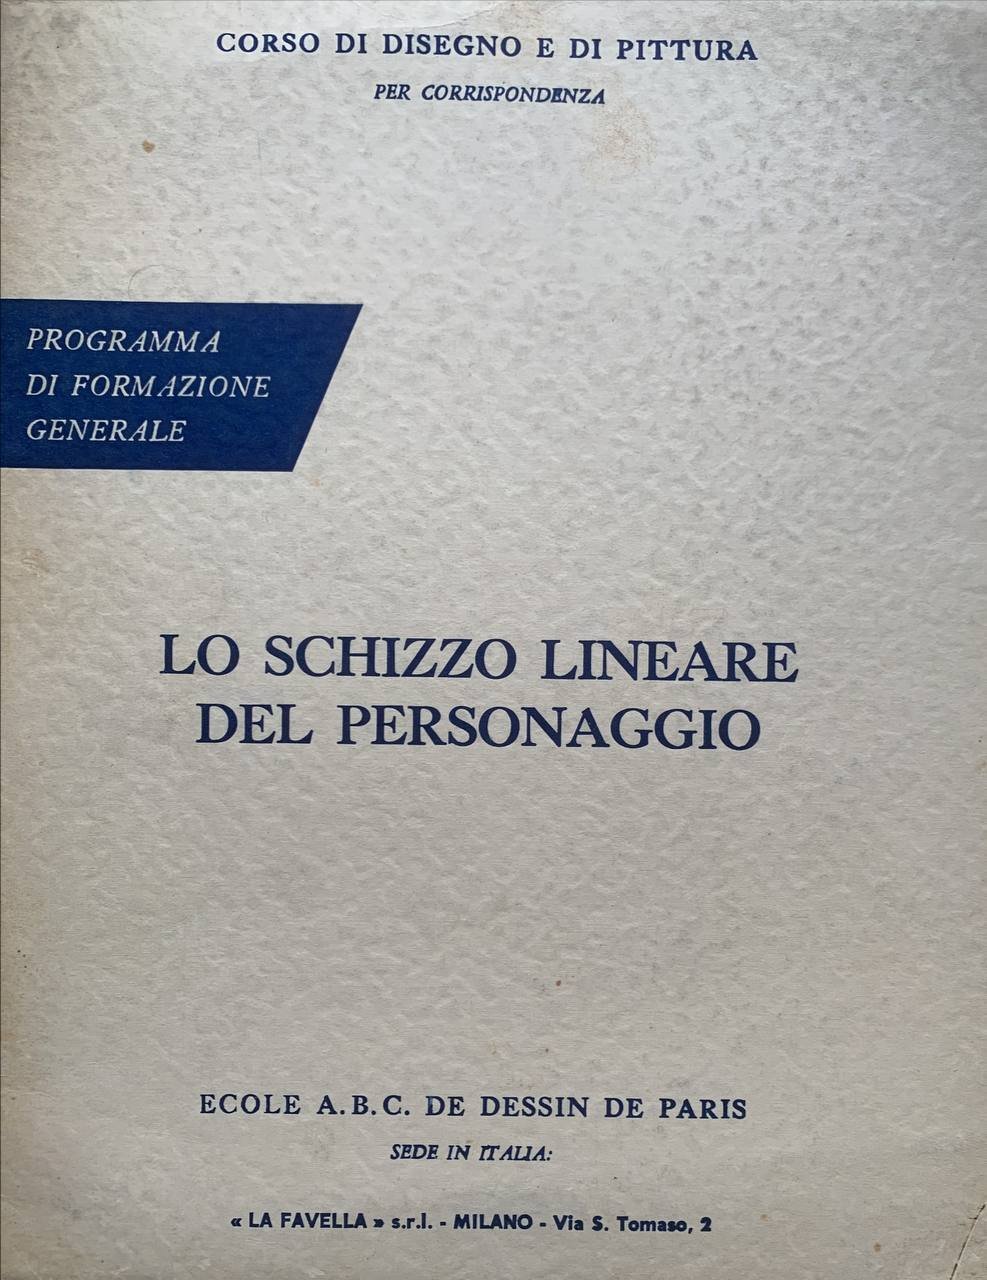 CORSO DI DISEGNO E DI PITTURA
PER CORRISPONDENZA
PROGRAMMA
DI FORMAZIONE
GENERALE
LO SCHIZZO LINEARE
DEL PERSONAGGIO
ECOLE A.B.C. DE DESSIN DE PARIS
SEDE IN ITALIA:
« LA FAVELLA » s.r.l. - MILANO - Via S. Tomaso, 2